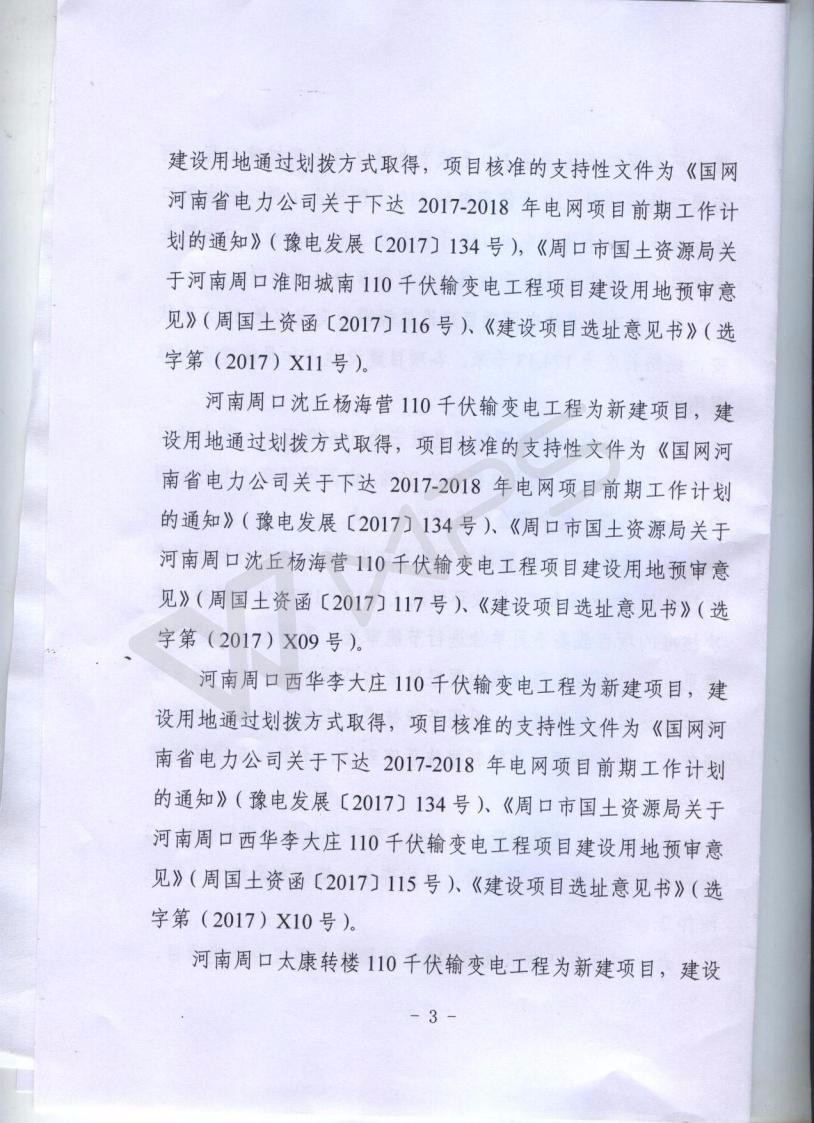 建设用地通过划拨方式取得，项目核准的支持性文件为《国网
河南省电力公司关于下达 2017-2018 年电网项目前期工作计
划的通知》（豫电发展〔2017〕134 号），《周口市国土资源局关
于河南周口淮阳城南 110 千伏输变电工程项目建设用地预审意
见》（周国土资函〔2017〕116 号）、《建设项目选址意见书》（选
字第（2017）X11 号）。
河南周口沈丘杨海营 110 千伏输变电工程为新建项目，建
设用地通过划拨方式取得，项目核准的支持性文件为《国网河
南省电力公司关于下达 2017-2018 年电网项目前期工作计划
的通知》（豫电发展〔2017〕134 号）、《周口市国土资源局关于
河南周口沈丘杨海营 110 千伏输变电工程项目建设用地预审意
见》（周国土资函〔2017〕117 号）、《建设项目选址意见书》（选
字第（2017）X09 号）。
河南周口西华李大庄 110 千伏输变电工程为新建项目，建
设用地通过划拨方式取得，项目核准的支持性文件为《国网河
南省电力公司关于下达 2017-2018 年电网项目前期工作计划
的通知》（豫电发展〔2017〕134 号）、《周口市国土资源局关于
河南周口西华李大庄 110 千伏输变电工程项目建设用地预审意
见》（周国土资函〔2017〕115 号）、《建设项目选址意见书》（选
字第（2017）X10 号）。
河南周口太康转楼 110 千伏输变电工程为新建项目，建设
- 3 -
WPS